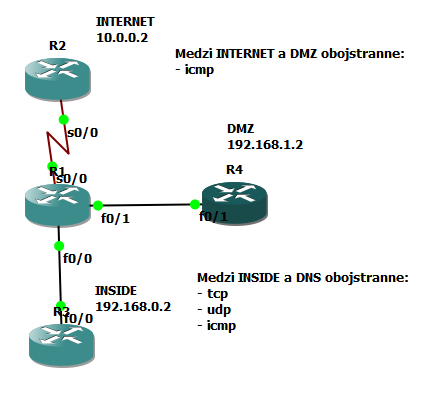 INTERNET
10.0.0.2
R2
Medzi INTERNET a DMZ obojstranne:
- icmp
s0/0
DMZ
192.168.1.2
R1
s0/0
R4
f0/1
f0/1
f0/0
INSIDE
192.168.0.2
R3
f0/0
Medzi INSIDE a DNS obojstranne:
- tcp
- udp
- icmp